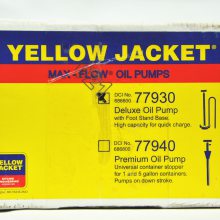 YELLOW JACKET®
MAX-FLOW® OIL PUMPS
DCI No. 77930
686600
Deluxe Oil Pump
with Foot Stand Base.
High capacity for quick charge.
77940
DCI No.
686800
Premium Oil Pump
Universal container stopper
for 1 and 5 gallon containers.
Pumps on down stroke.
YELLOW
JACKET